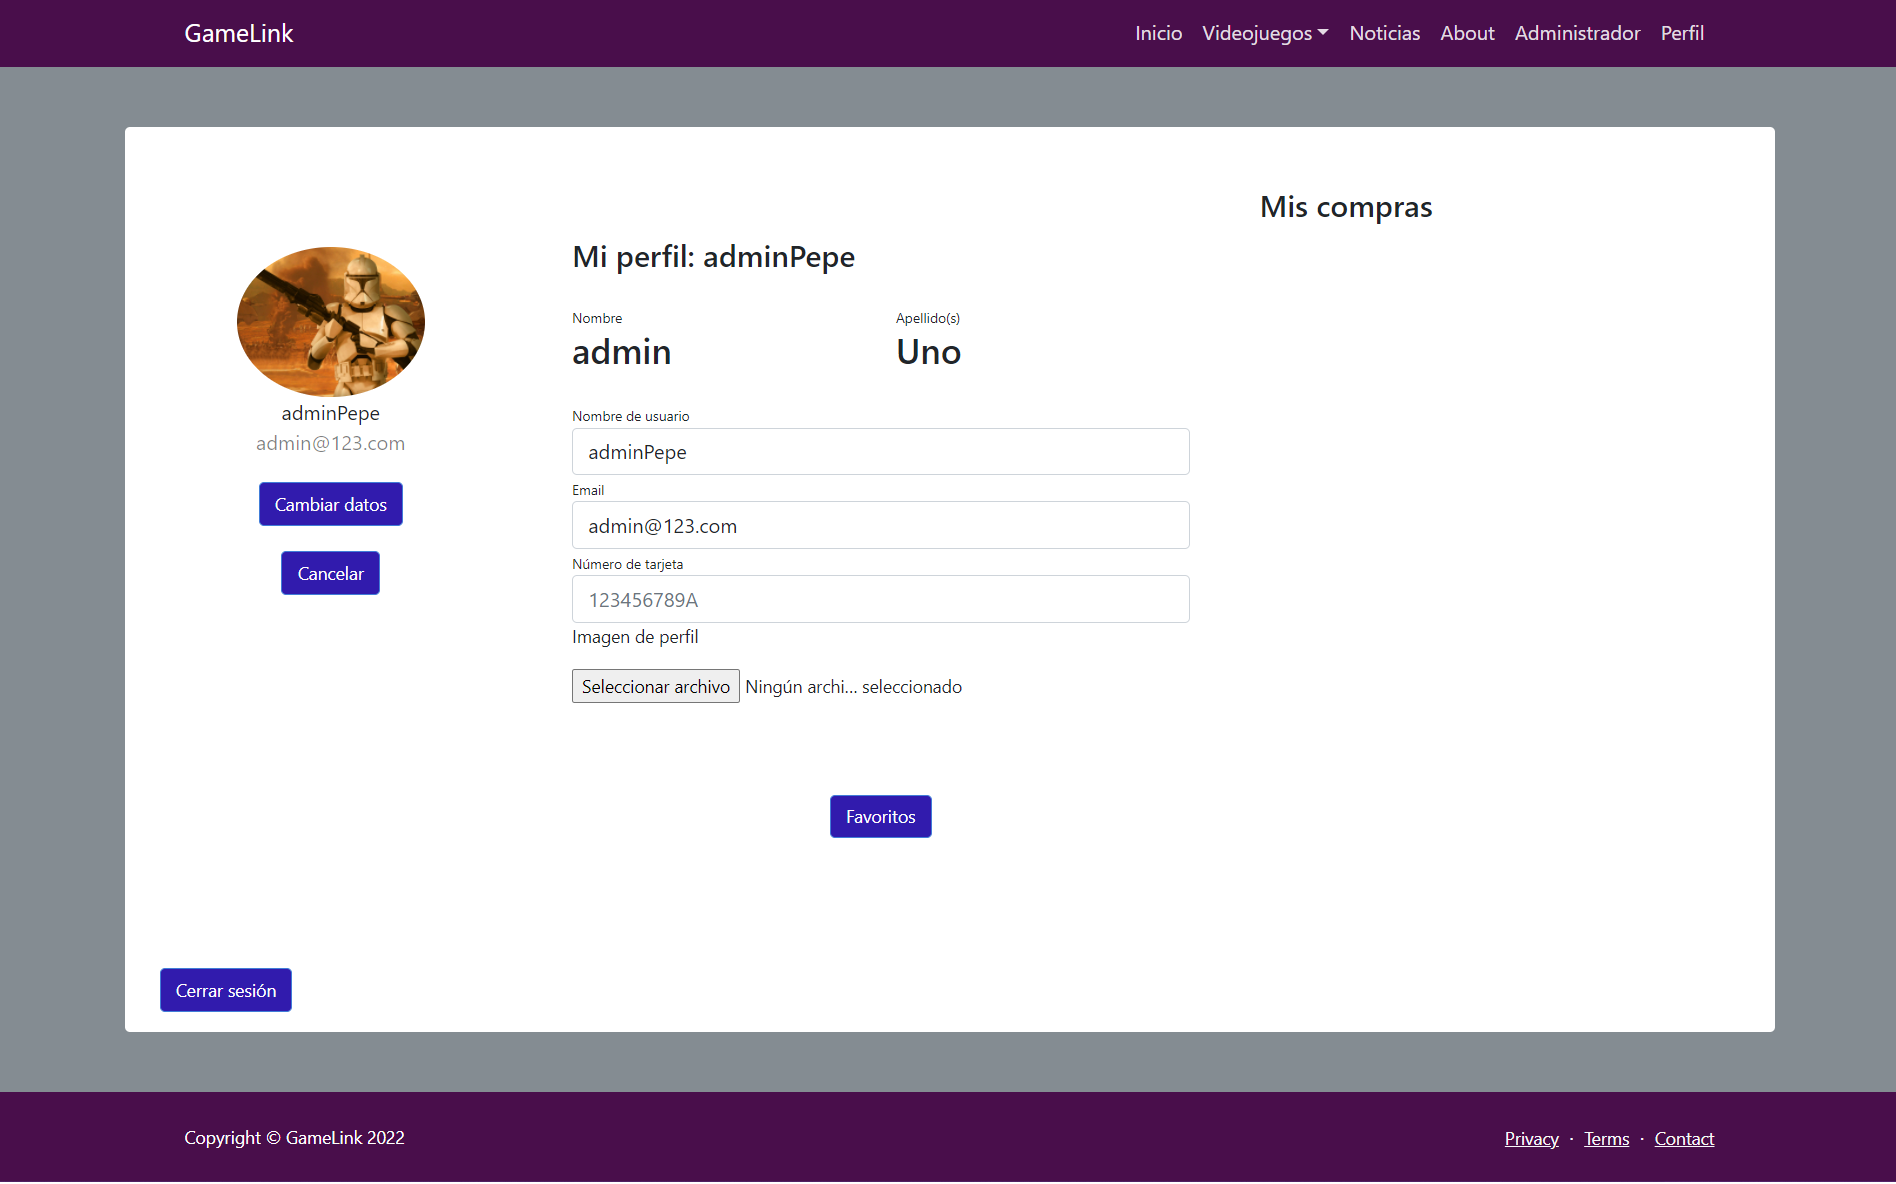 GameLink
Inicio
Videojuegos
Noticias
About
Administrador
Perfil
adminPepe
admin@123.com
Cambiar datos
Cancelar
Mi perfil: adminPepe
Nombre
admin
Apellido(s)
Uno
Nombre de usuario
adminPepe
Email
admin@123.com
Número de tarjeta
123456789A
Imagen de perfil
Seleccionar archivo Ningún archi... seleccionado
Favoritos
Mis compras
Cerrar sesión
Copyright © GameLink 2022
Privacy · Terms · Contact